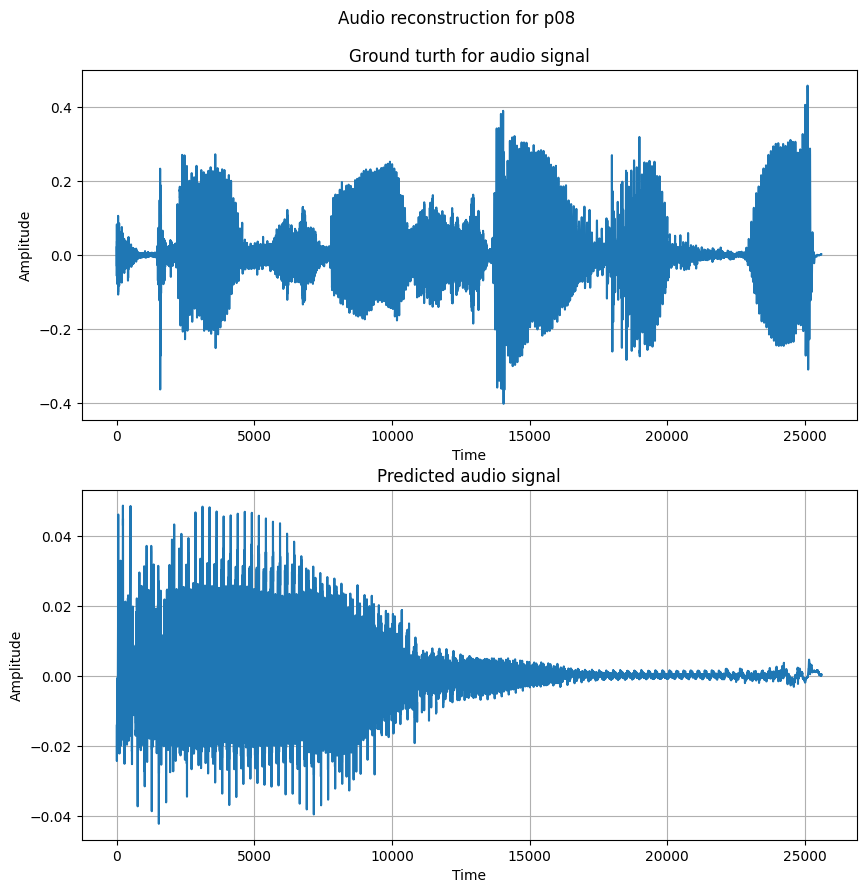 Audio reconstruction for p08
Ground turth for audio signal
0.4
0.2
0.0
−0.2
−0.4
Amplitude
0 5000 10000 15000 20000 25000
Time
Predicted audio signal
0.04
0.02
0.00
−0.02
−0.04
Amplitude
0 5000 10000 15000 20000 25000
Time